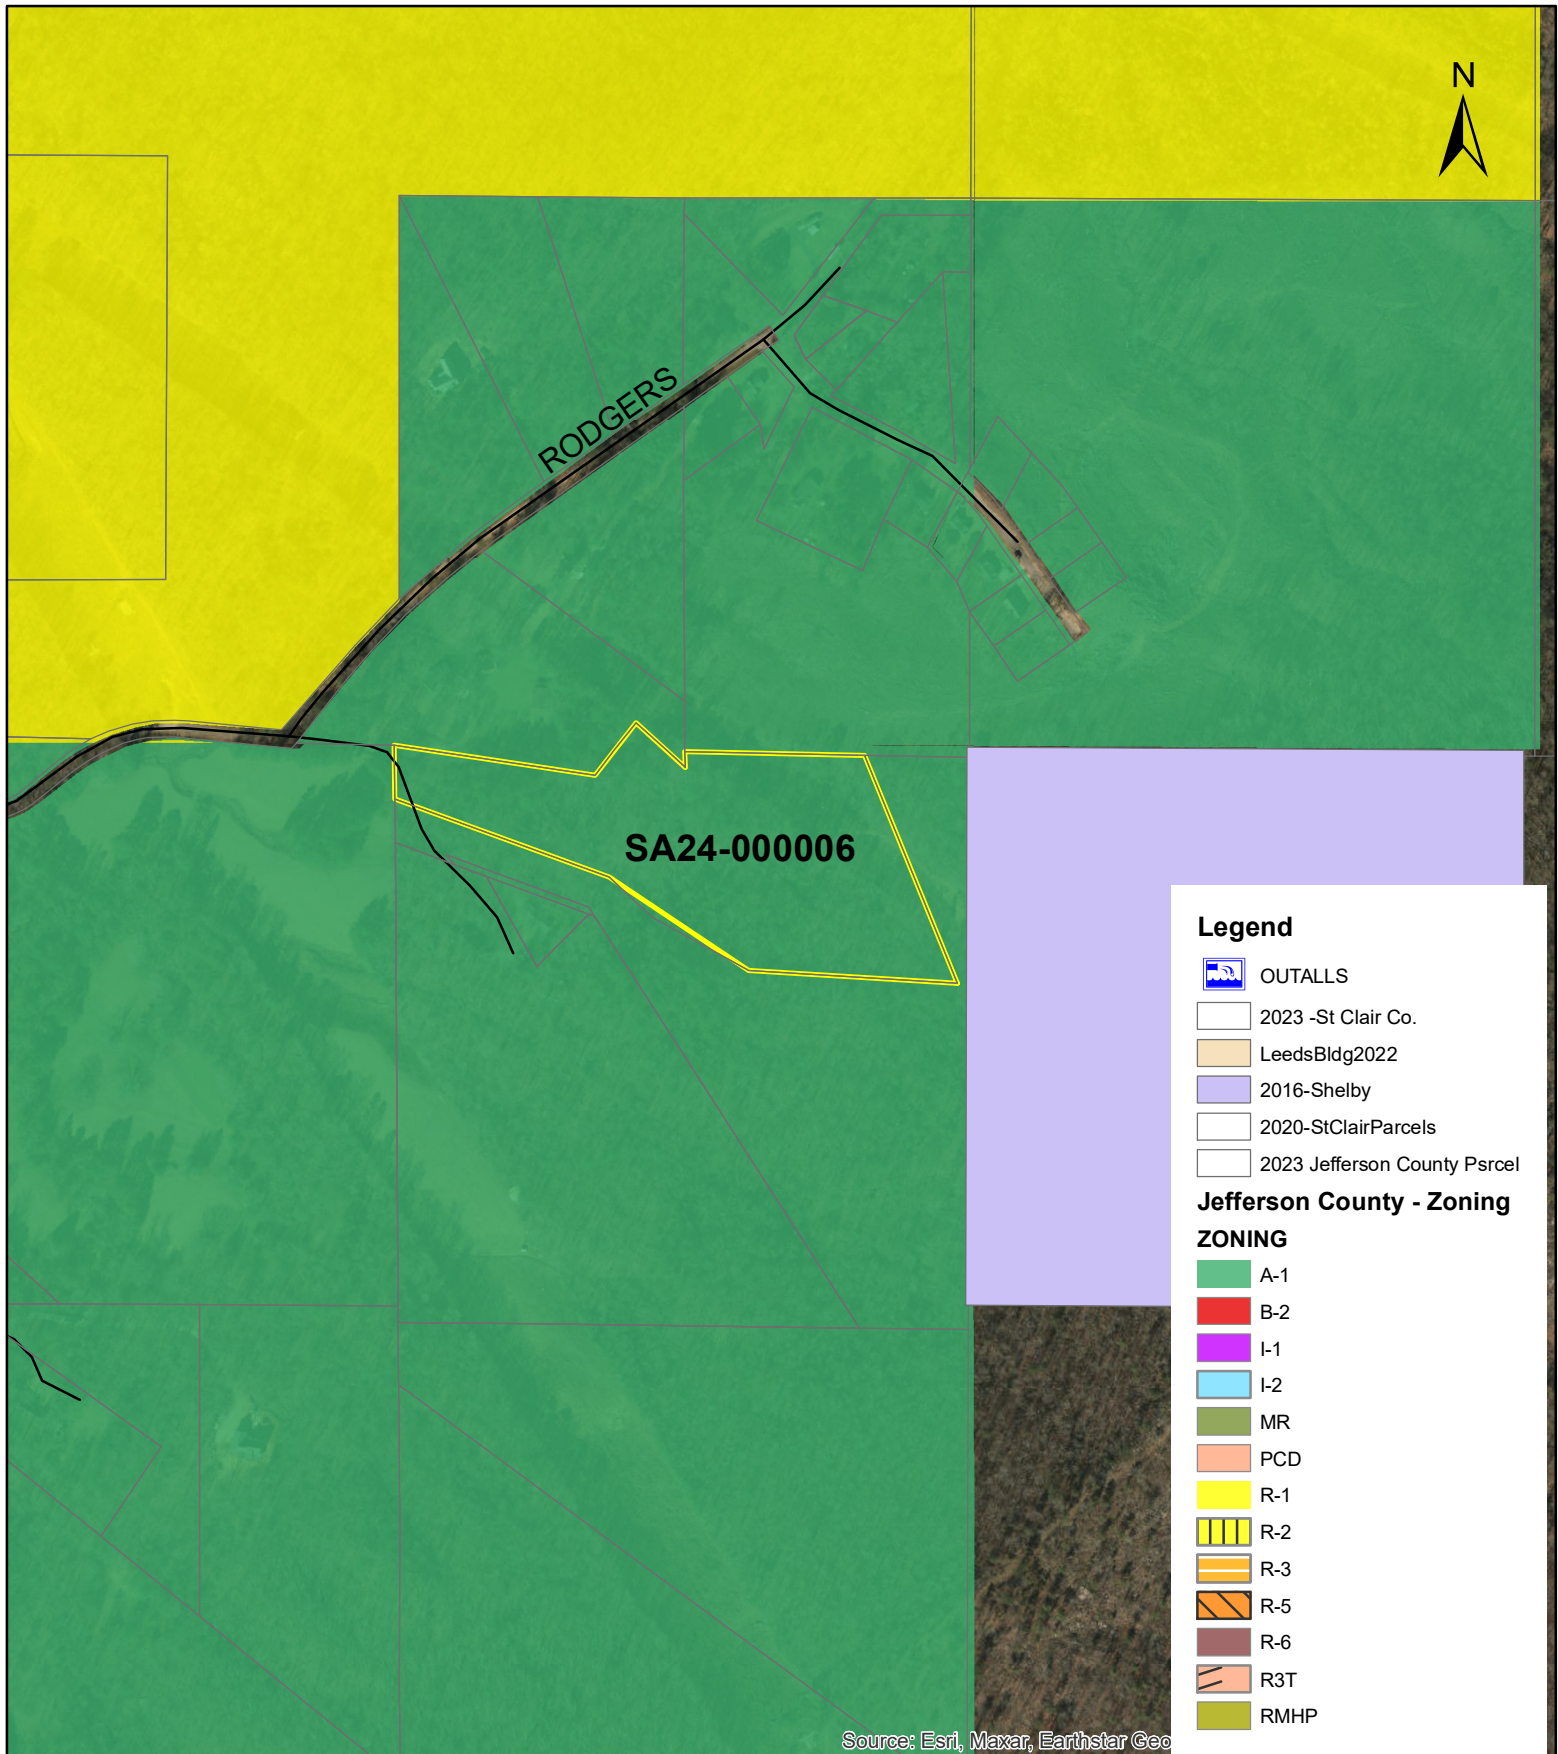 N
RODGERS
SA24-000006
Legend
OUTALLS
2023 -St Clair Co.
LeedsBldg2022
2016-Shelby
2020-StClairParcels
2023 Jefferson County Psrcel
Jefferson County - Zoning
ZONING
A-1
B-2
I-1
I-2
MR
PCD
R-1
R-2
R-3
R-5
R-6
R3T
RMHP
Source: Esri, Maxar, Earthstar Geo